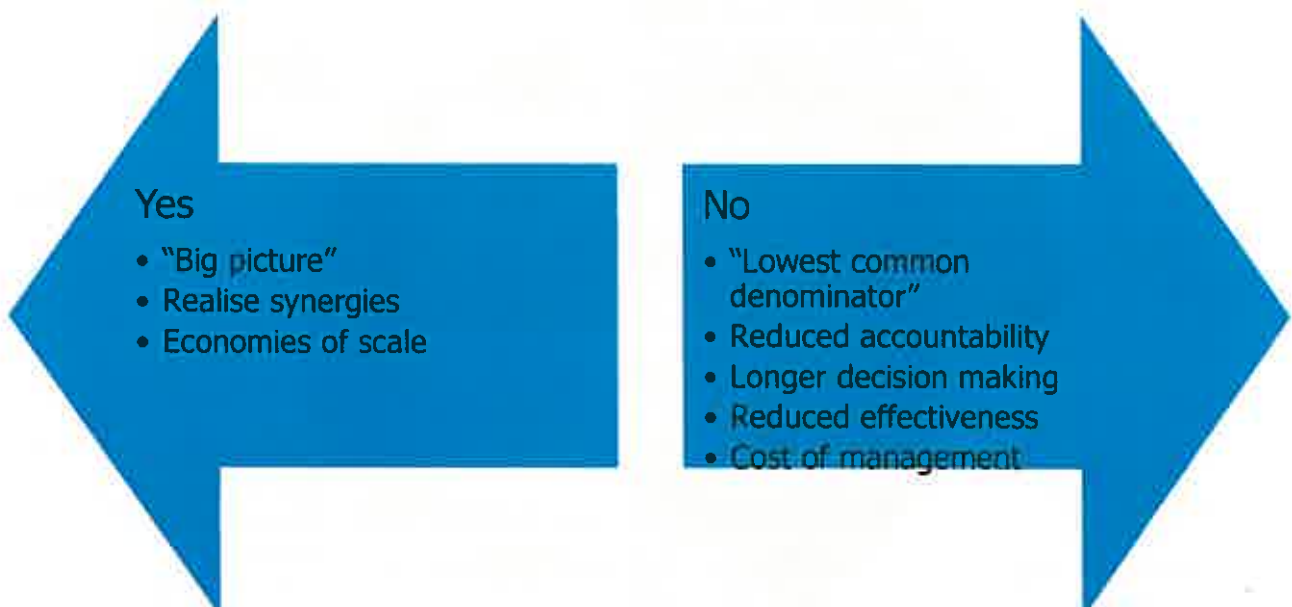 Yes
• “Big picture”
• Realise synergies
• Economies of scale
No
• “Lowest common
denominator”
• Reduced accountability
• Longer decision making
• Reduced effectiveness
• Cost of management